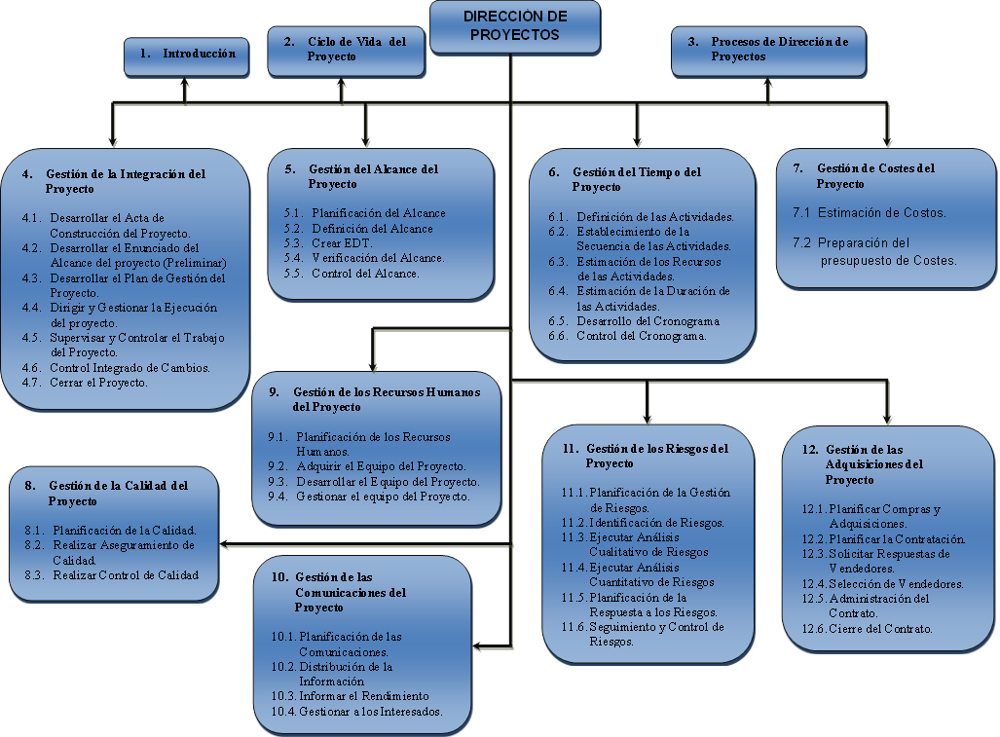 DIRECCIÓN DE
PROYECTOS
1. Introducción
2. Ciclo de Vida del
Proyecto
3. Procesos de Dirección de
Proyectos
4. Gestión de la Integración del
Proyecto
4.1. Desarrollar el Acta de
Construcción del Proyecto.
4.2. Desarrollar el Enunciado del
Alcance del proyecto (Preliminar)
4.3. Desarrollar el Plan de Gestión del
Proyecto.
4.4. Dirigir y Gestionar la Ejecución
del proyecto.
4.5. Supervisar y Controlar el Trabajo
del Proyecto.
4.6. Control Integrado de Cambios.
4.7. Cerrar el Proyecto.
5. Gestión del Alcance del
Proyecto
5.1. Planificación del Alcance
5.2. Definición del Alcance
5.3. Crear EDT.
5.4. Verificación del Alcance.
5.5. Control del Alcance.
6. Gestión del Tiempo del
Proyecto
6.1. Definición de las Actividades.
6.2. Establecimiento de la
Secuencia de las Actividades.
6.3. Estimación de los Recursos
de las Actividades.
6.4. Estimación de la Duración de
las Actividades.
6.5. Desarrollo del Cronograma
6.6. Control del Cronograma.
7. Gestión de Costes del
Proyecto
7.1 Estimación de Costos.
7.2 Preparación del
presupuesto de Costes.
8. Gestión de la Calidad del
Proyecto
8.1. Planificación de la Calidad.
8.2. Realizar Aseguramiento de
Calidad.
8.3. Realizar Control de Calidad
9. Gestión de los Recursos Humanos
del Proyecto
9.1. Planificación de los Recursos
Humanos.
9.2. Adquirir el Equipo del Proyecto.
9.3. Desarrollar el Equipo del Proyecto.
9.4. Gestionar el equipo del Proyecto.
10. Gestión de las
Comunicaciones del
Proyecto
10.1. Planificación de las
Comunicaciones.
10.2. Distribución de la
Información
10.3. Informar el Rendimiento
10.4. Gestionar a los Interesados.
11. Gestión de los Riesgos del
Proyecto
11.1. Planificación de la Gestión
de Riesgos.
11.2. Identificación de Riesgos.
11.3. Ejecutar Análisis
Cualitativo de Riesgos
11.4. Ejecutar Análisis
Cuantitativo de Riesgos
11.5. Planificación de la
Respuesta a los Riesgos.
11.6. Seguimiento y Control de
Riesgos.
12. Gestión de las
Adquisiciones del
Proyecto
12.1. Planificar Compras y
Adquisiciones.
12.2. Planificar la Contratación
12.3. Solicitar Respuestas de
Vendedores.
12.4. Selección de Vendedores.
12.5. Administración del
Contrato.
12.6. Cierre del Contrato.